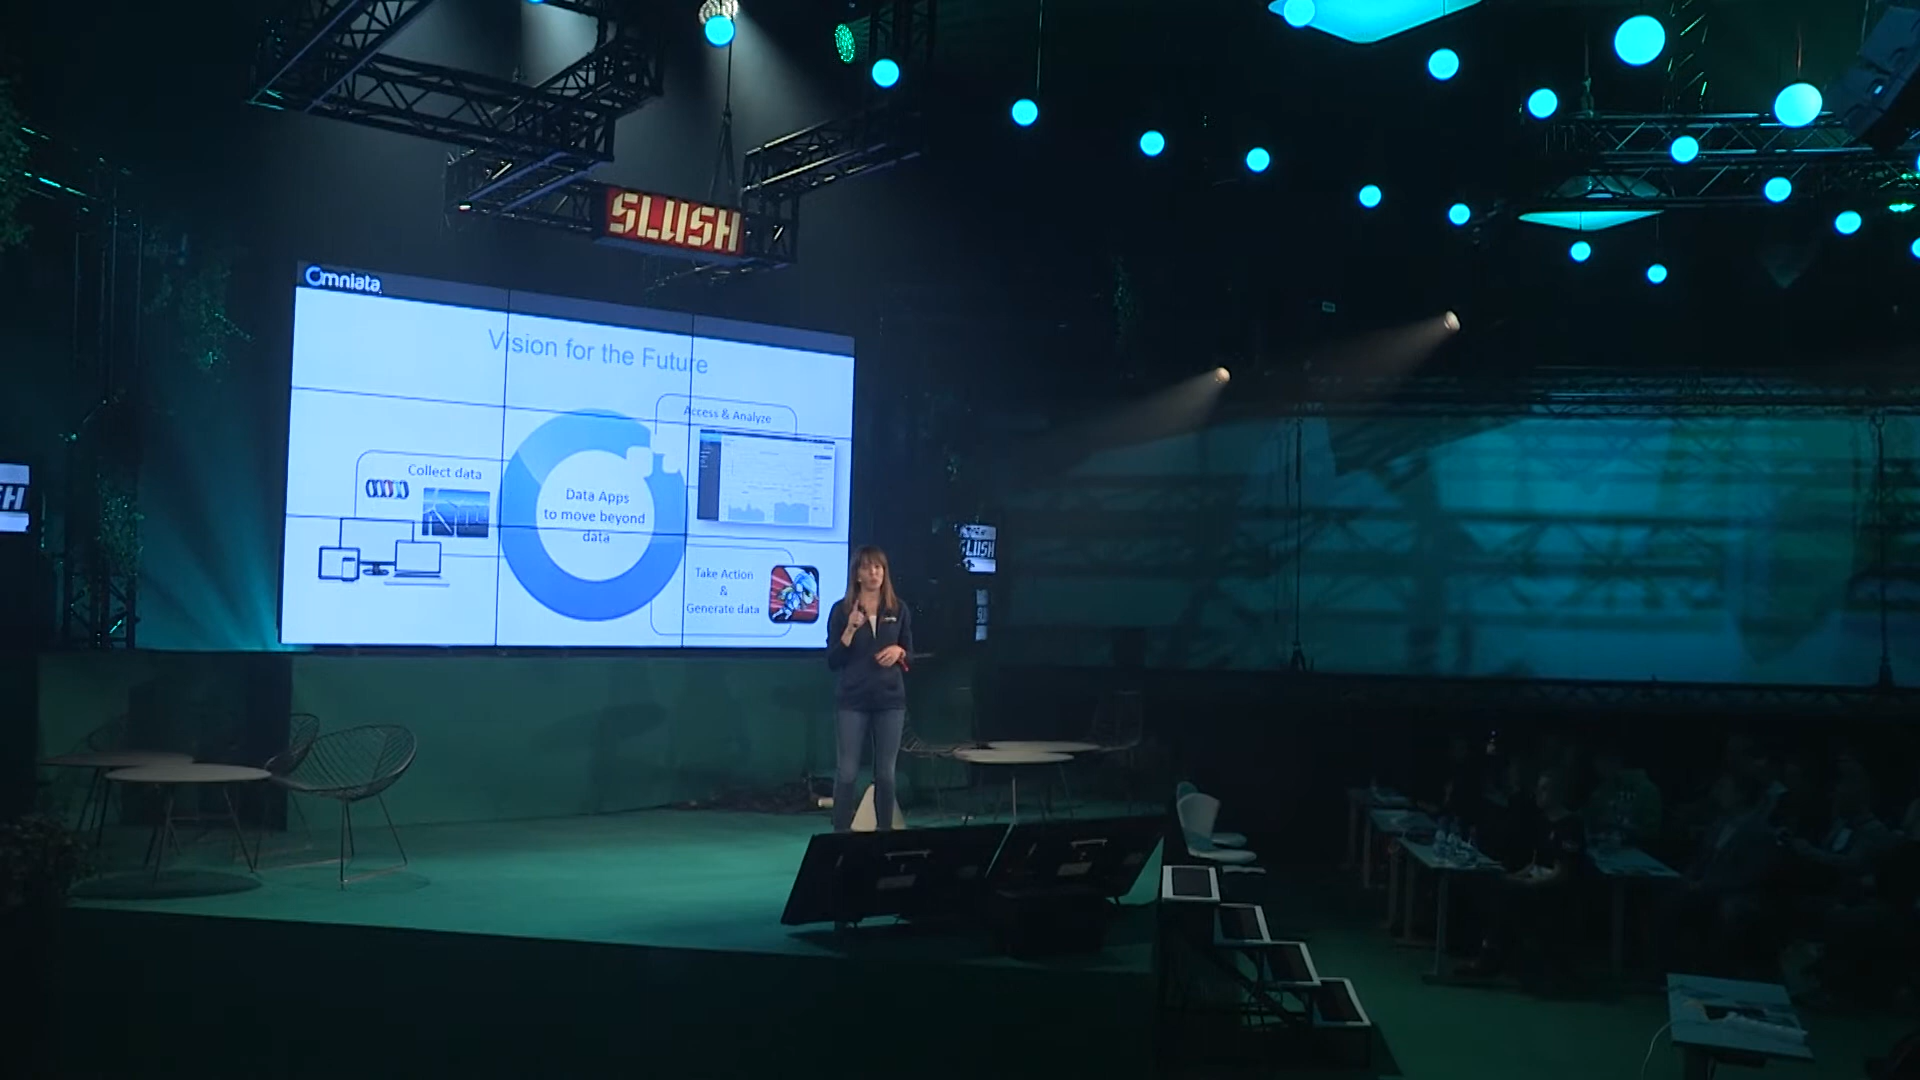 SLUSH
Omniata
Vision for the Future
Access & Analyze
Collect data
Data Apps
to move beyond
data
Take Action
&
Generate data
SH
SLUSH